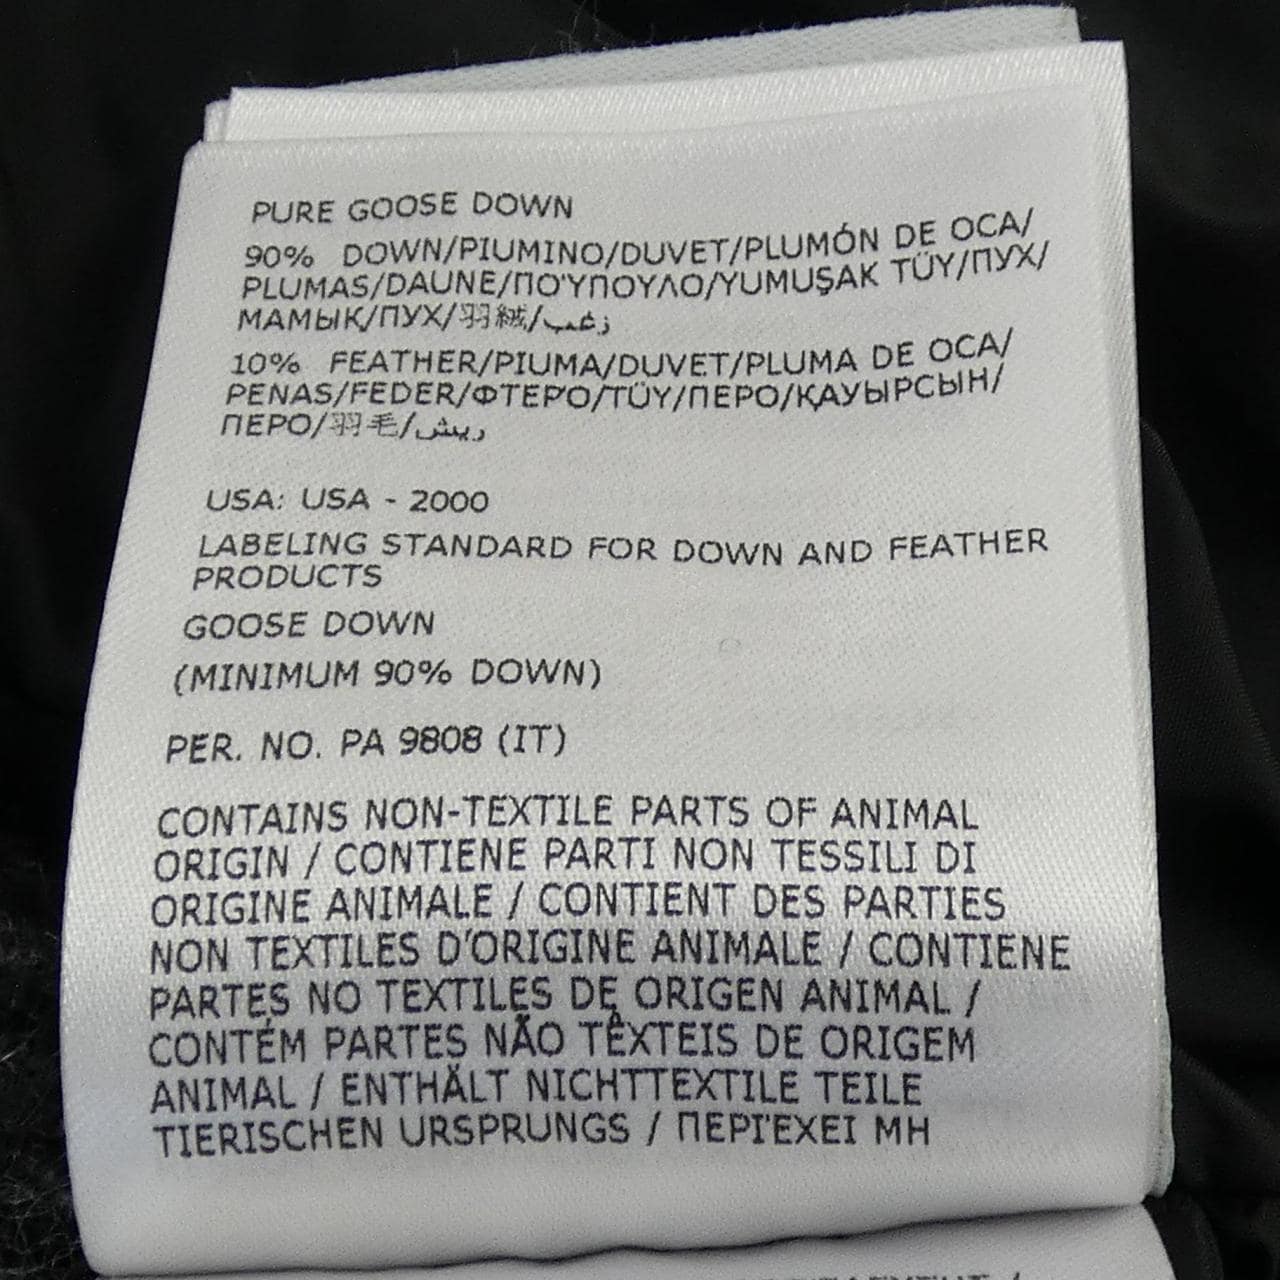 PURE GOOSE DOWN
90% DOWN/PIUMINO/DUVET/PLUMÓN DE OCA/
PLUMAS/DAUNE/ΠΟΎΠΟΥΛΟ/YUMUŞAK TÜY/ПУХ/
МАМЫҚ/ПУХ/羽絨/زغب
10% FEATHER/PIUMA/DUVET/PLUMA DE OCA/
PENAS/FEDER/ΦΤΕΡΌ/TÜY/ПЕРО/ҚАУЫРСЫН/
ПЕРО/羽毛/ريش
USA: USA - 2000
LABELING STANDARD FOR DOWN AND FEATHER
PRODUCTS
GOOSE DOWN
(MINIMUM 90% DOWN)
PER. NO. PA 9808 (IT)
CONTAINS NON-TEXTILE PARTS OF ANIMAL
ORIGIN / CONTIENE PARTI NON TESSILI DI
ORIGINE ANIMALE / CONTIENT DES PARTIES
NON TEXTILES D'ORIGINE ANIMALE / CONTIENE
PARTES NO TEXTILES DE ORIGEN ANIMAL /
CONTÉM PARTES NÃO TÊXTEIS DE ORIGEM
ANIMAL / ENTHÄLT NICHTTEXTILE TEILE
TIERISCHEN URSPRUNGS / ΠΕΡΙΈΧΕΙ ΜΗ